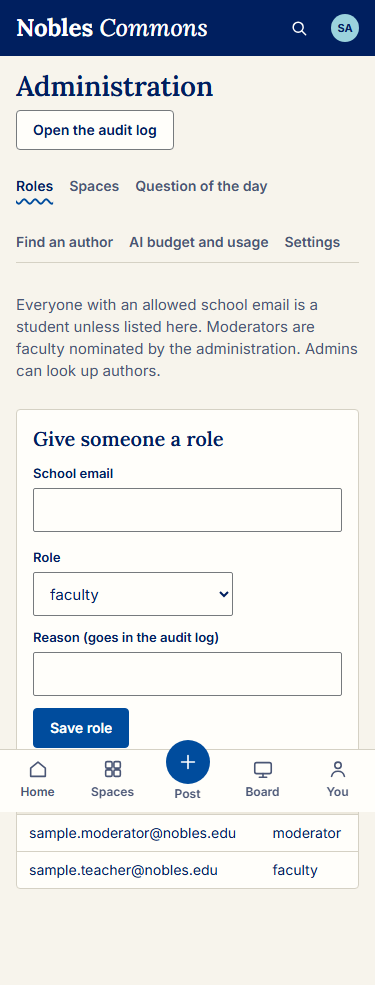 Nobles Commons
SA
Administration
Open the audit log
Roles Spaces Question of the day
Find an author AI budget and usage Settings
Everyone with an allowed school email is a
student unless listed here. Moderators are
faculty nominated by the administration. Admins
can look up authors.
Give someone a role
School email
Role
faculty
Reason (goes in the audit log)
Save role
Home Spaces Post Board You
sample.moderator@nobles.edu moderator
sample.teacher@nobles.edu faculty